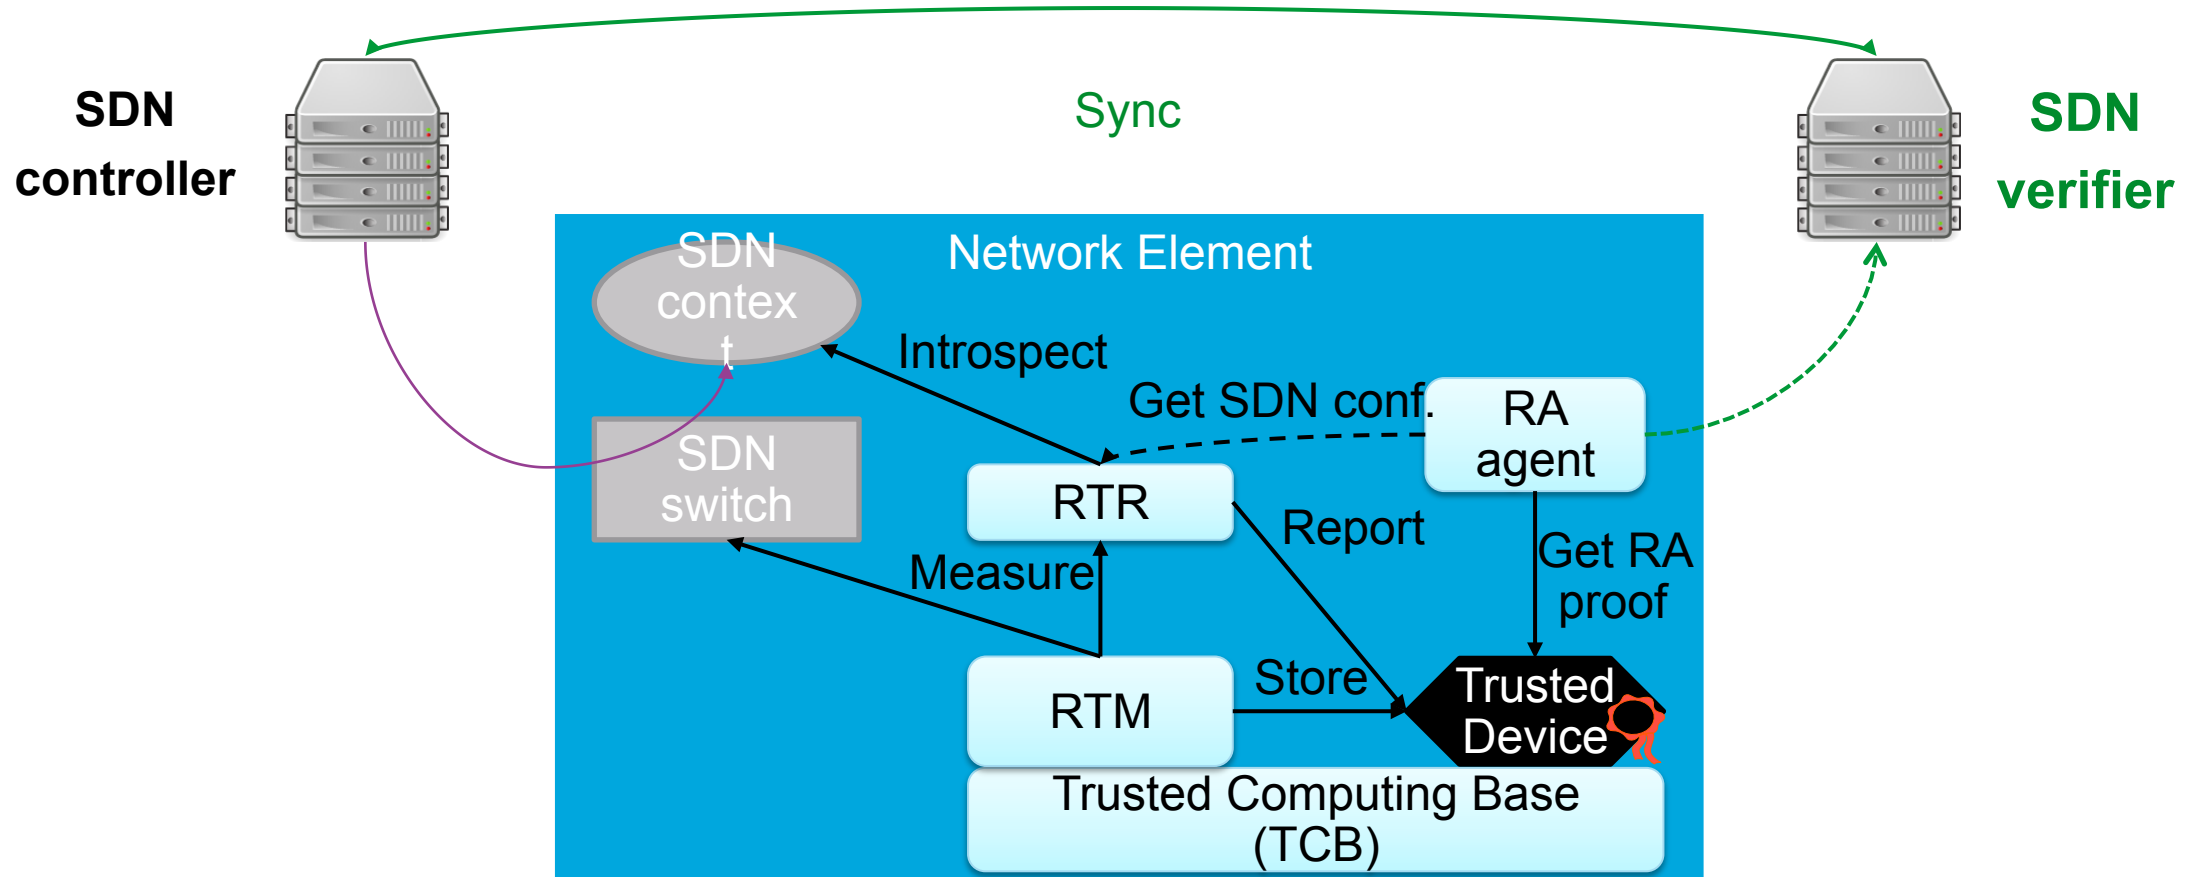 SDN
controller
Sync
SDN
verifier
Network Element
SDN
contex
t
Introspect
Get SDN conf.
RA
agent
SDN
switch
RTR
Report
Measure
Get RA
proof
RTM
Store
Trusted
Device
Trusted Computing Base
(TCB)